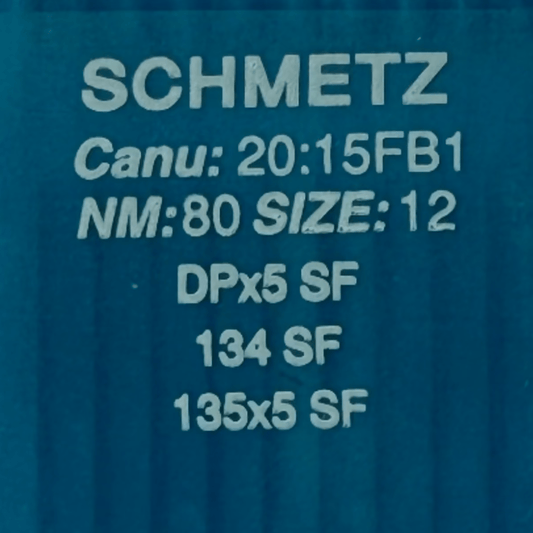 SCHMETZ
Canu: 20:15FB1
NM:80 SIZE:12
DPx5 SF
134 SF
135x5 SF